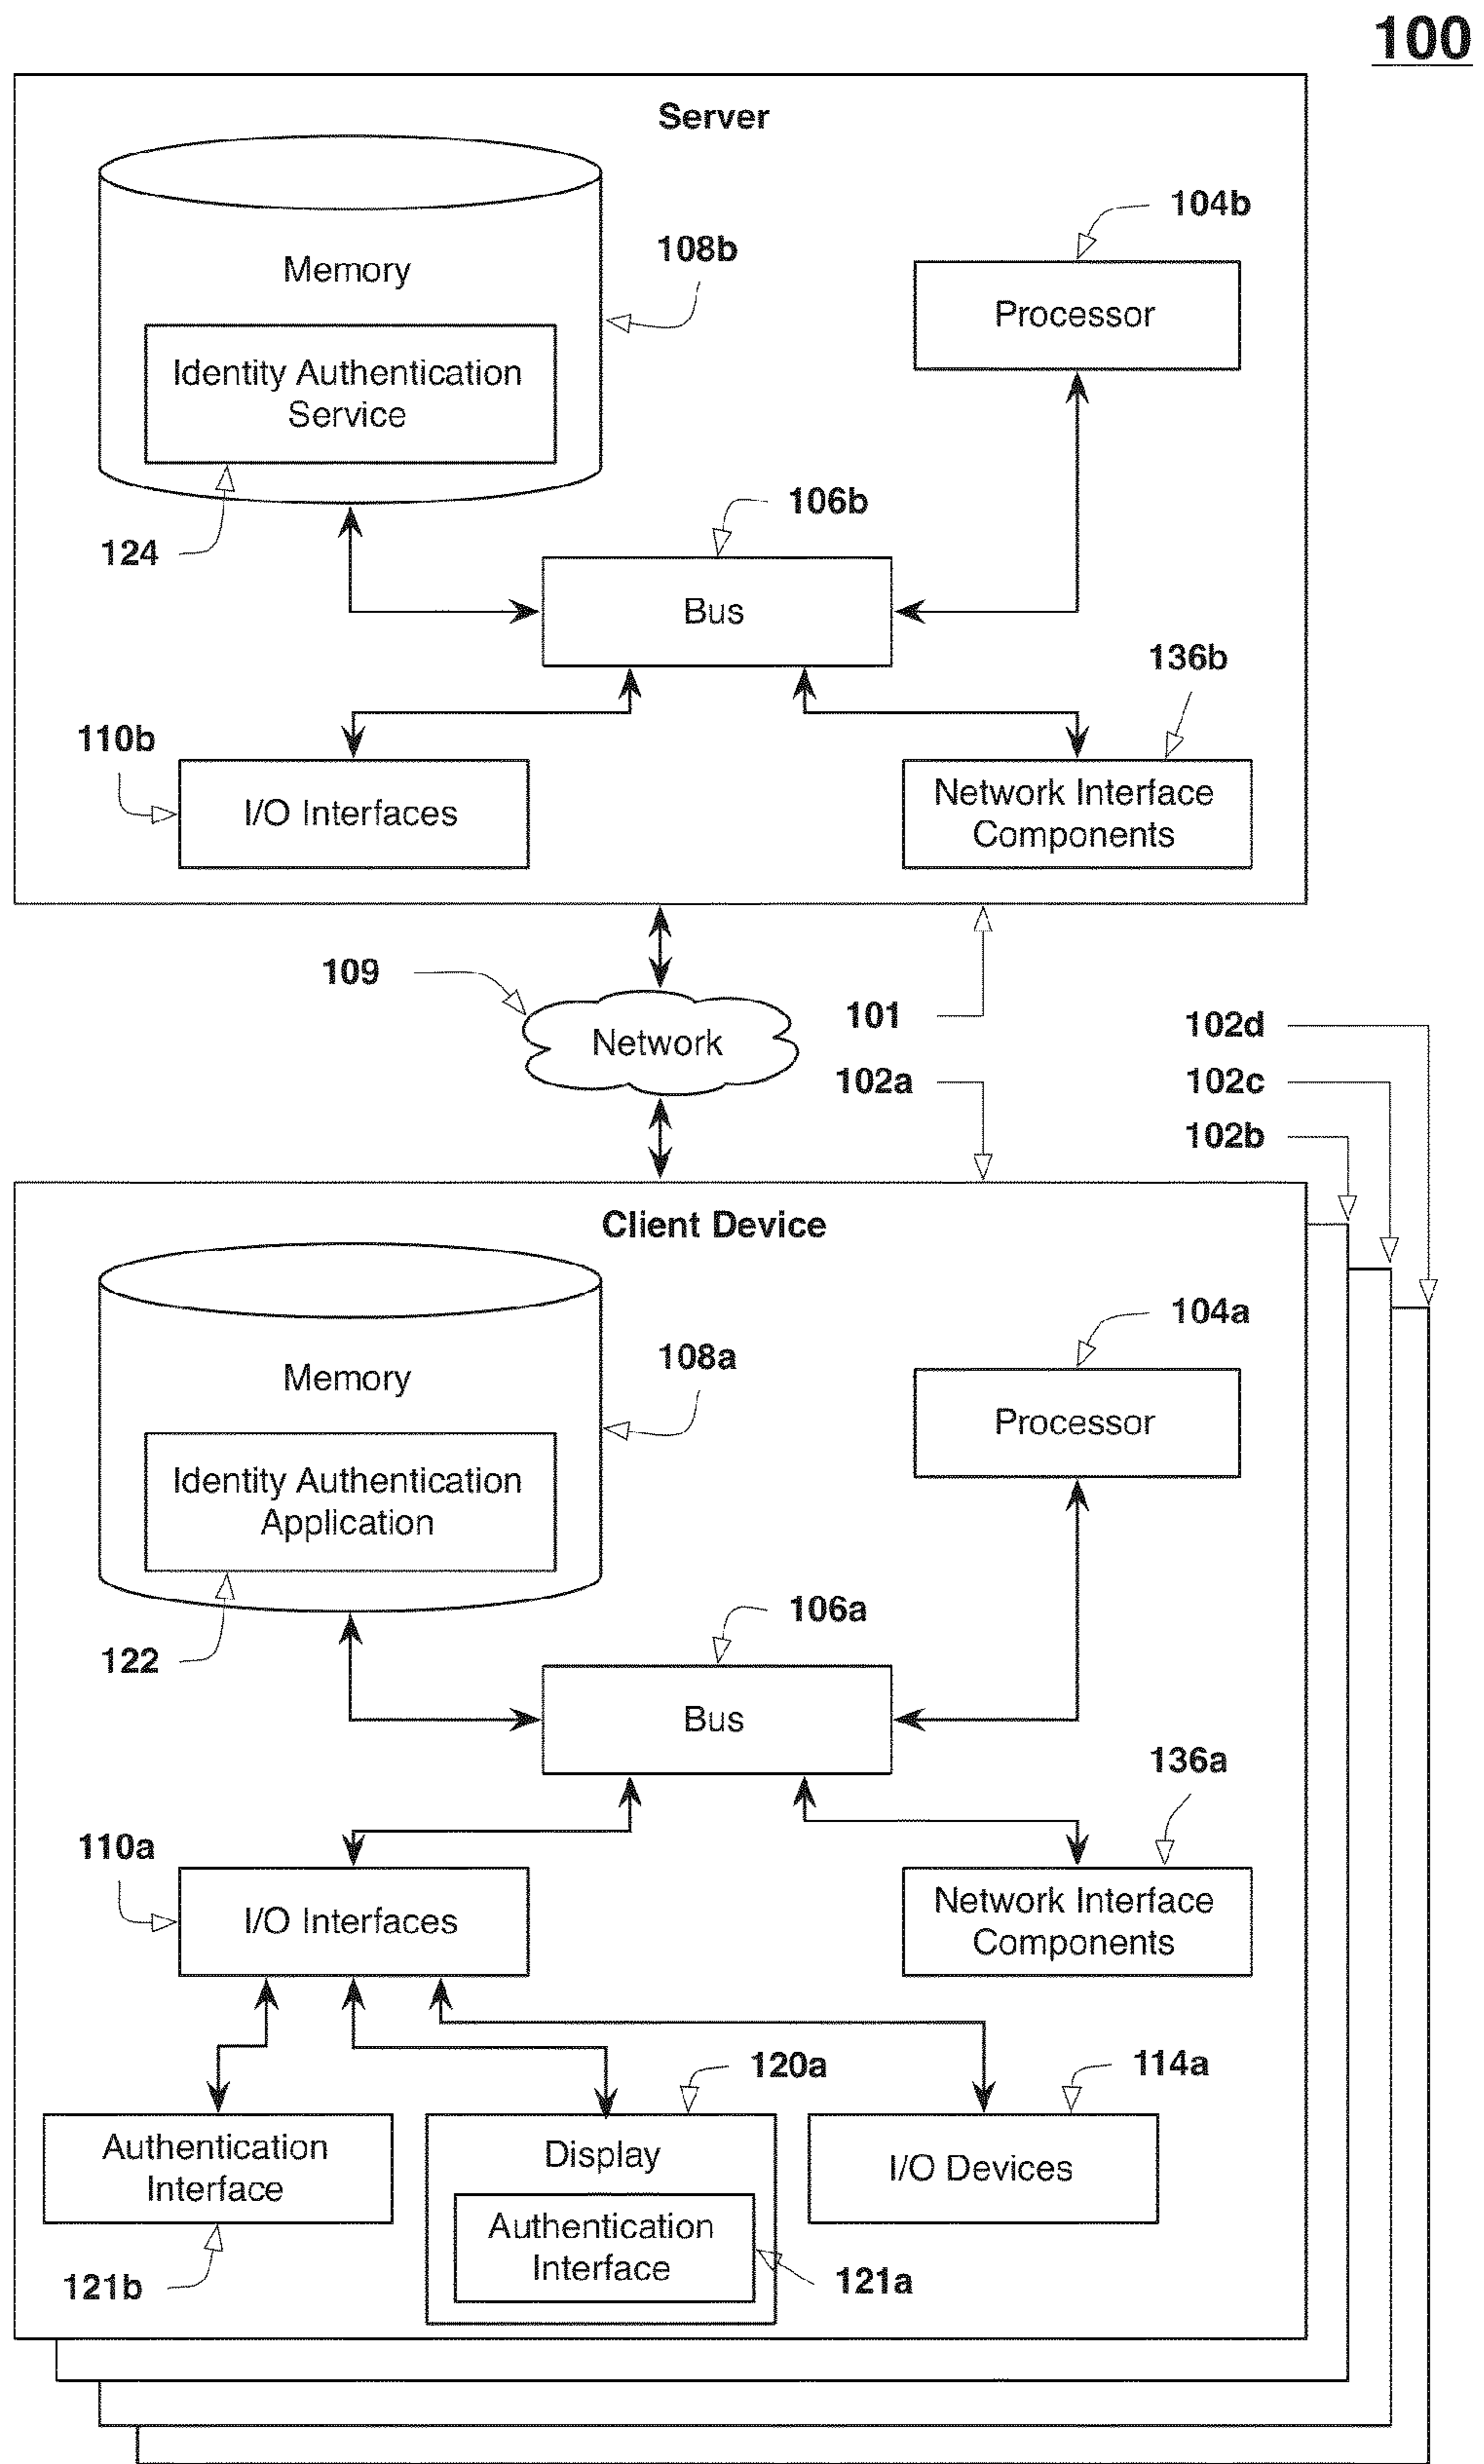 100
Server
104b
108b
Memory
Processor
Identity Authentication
Service
106b
124
Bus
136b
110b
I/O Interfaces
Network Interface
Components
109
101
102d
Network
102a
102c
102b
Client Device
104a
108a
Memory
Processor
Identity Authentication
Application
106a
122
Bus
136a
110a
I/O Interfaces
Network Interface
Components
120a
114a
Authentication
Interface
Display
I/O Devices
Authentication
Interface
121b
121a